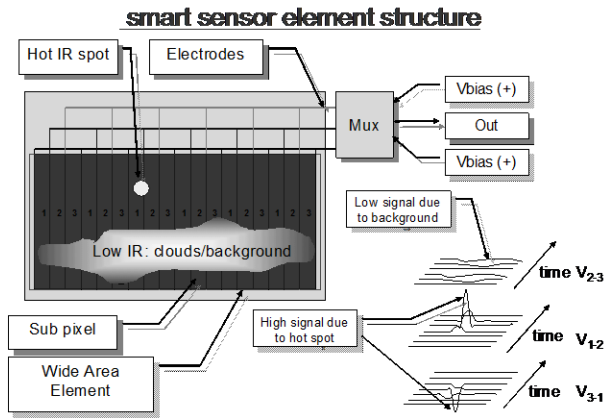 smart sensor element structure
Hot IR spot
Electrodes
Vbias (+)
Mux
Out
Vbias (+)
1 2 3 1 2 3 1 2 3 1 2 3 1 2 3 1 2 3
Low signal due
to background
Low IR: clouds/background
time V2-3
Sub pixel
High signal due
to hot spot
time V1-2
Wide Area
Element
time V3-1